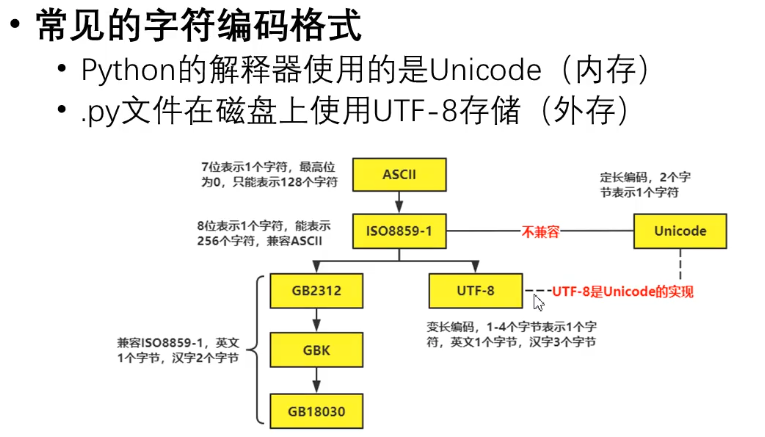 常见的字符编码格式
Python的解释器使用的是Unicode（内存）
.py文件在磁盘上使用UTF-8存储（外存）
7位表示1个字符，最高位
为0，只能表示128个字符
ASCII
定长编码，2个字
节表示1个字符
8位表示1个字符，能表示
256个字符，兼容ASCII
ISO8859-1
不兼容
Unicode
GB2312
UTF-8
UTF-8是Unicode的实现
兼容ISO8859-1，英文
1个字节，汉字2个字节
变长编码，1-4个字节表示1个字
符，英文1个字节，汉字3个字节
GBK
GB18030